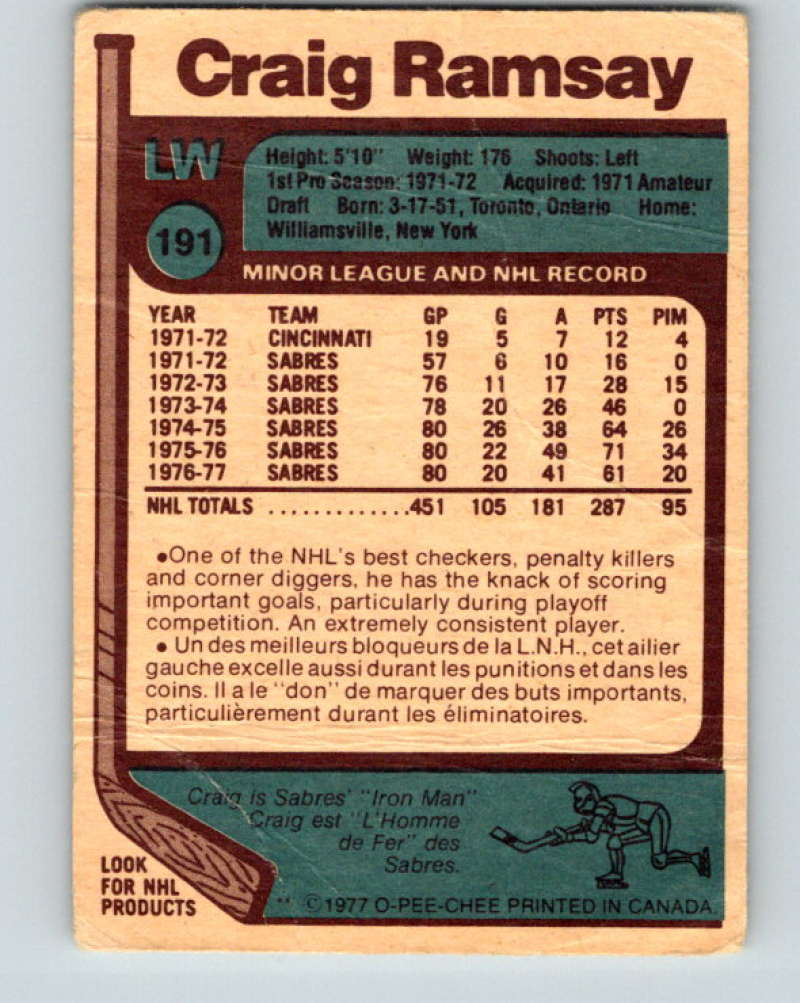 Craig Ramsay
LW
191
Height: 5'10" Weight: 176 Shoots: Left
1st Pro Season: 1971-72 Acquired: 1971 Amateur
Draft Born: 3-17-51, Toronto, Ontario Home:
Williamsville, New York
MINOR LEAGUE AND NHL RECORD
YEAR TEAM GP G A PTS PIM
1971-72 CINCINNATI 19 5 7 12 4
1971-72 SABRES 57 6 10 16 0
1972-73 SABRES 76 11 17 28 15
1973-74 SABRES 78 20 26 46 0
1974-75 SABRES 80 26 38 64 26
1975-76 SABRES 80 22 49 71 34
1976-77 SABRES 80 20 41 61 20
NHL TOTALS .............451 105 181 287 95
●One of the NHL's best checkers, penalty killers
and corner diggers, he has the knack of scoring
important goals, particularly during playoff
competition. An extremely consistent player.
● Un des meilleurs bloqueurs de la L.N.H., cet ailier
gauche excelle aussi durant les punitions et dans les
coins. Il a le "don" de marquer des buts importants,
particulièrement durant les éliminatoires.
Craig is Sabres' "Iron Man"
Craig est "L'Homme
de Fer" des
Sabres.
LOOK
FOR NHL
PRODUCTS
** ©1977 O-PEE-CHEE PRINTED IN CANADA.